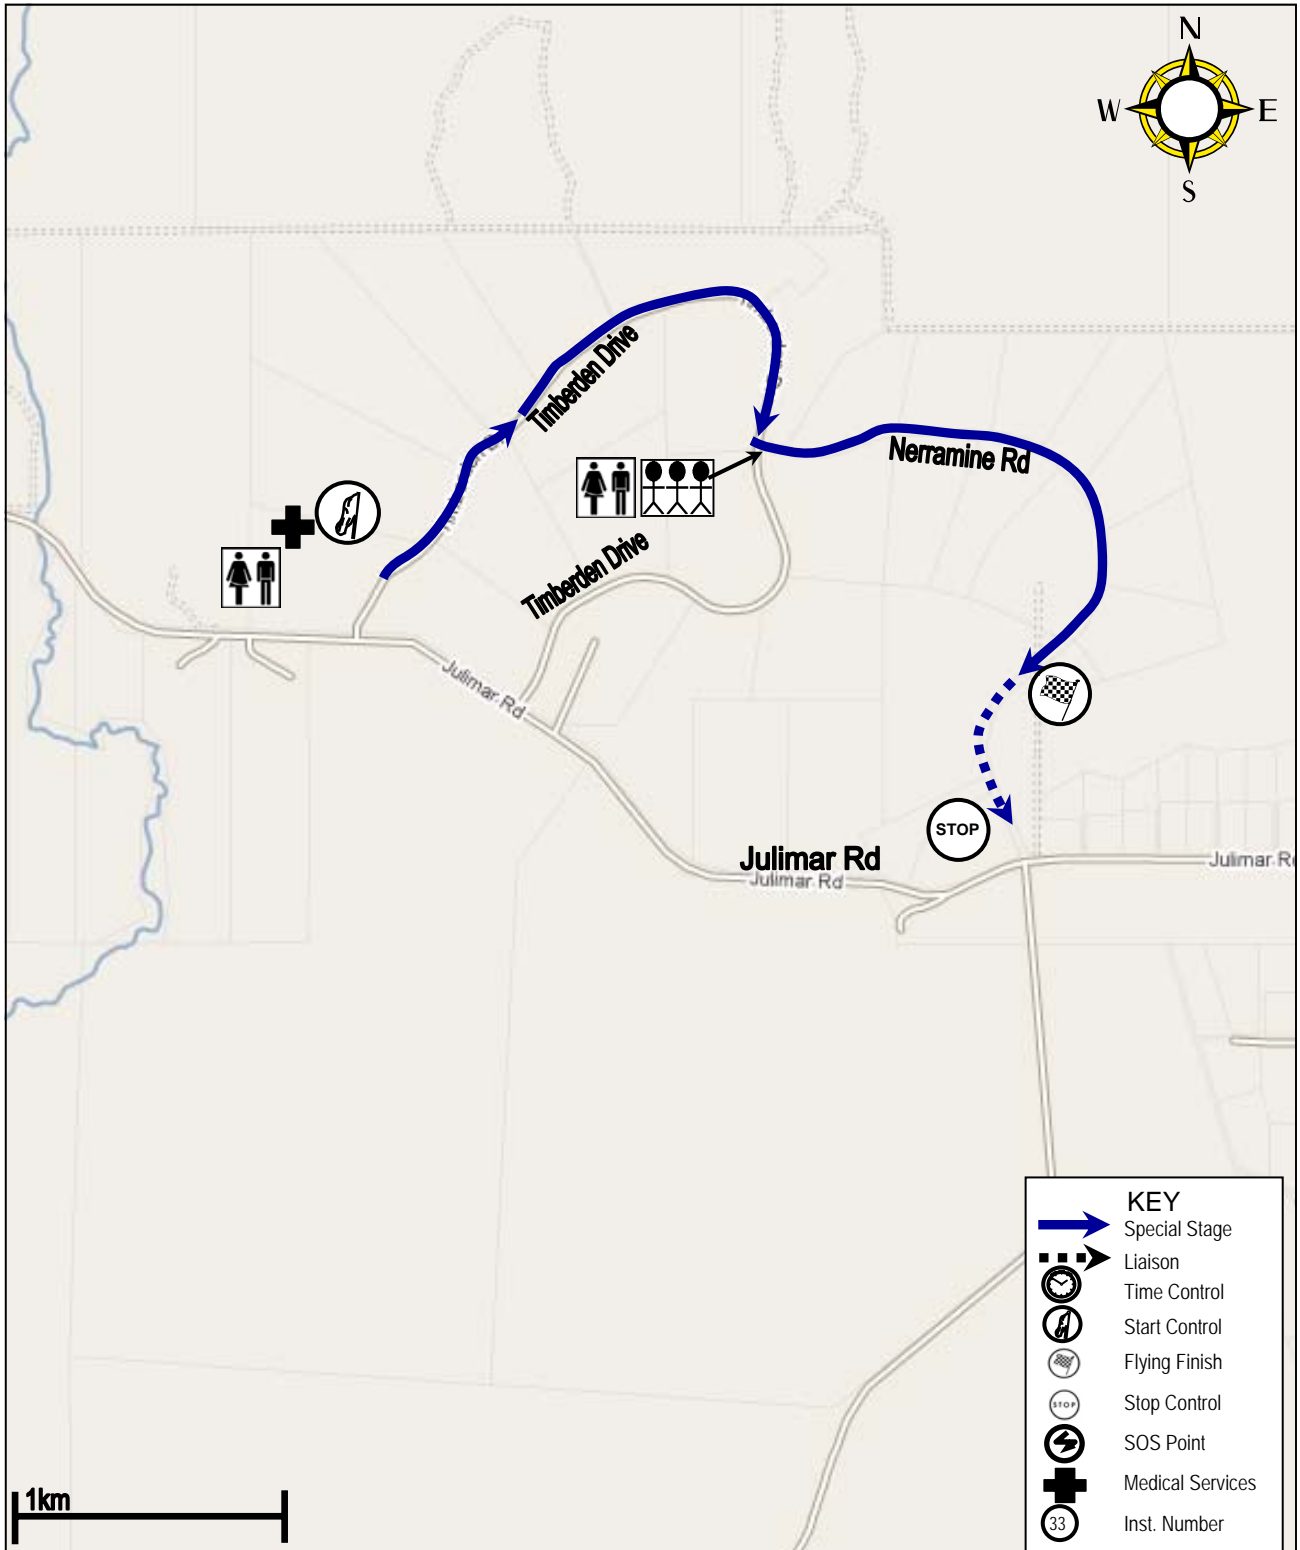 N
W E
S
Timberden Drive
Nerramine Rd
Timberden Drive
Julimar Rd
STOP
Julimar Rd
Julimar Rd
Julimar R
KEY
Special Stage
Liaison
Time Control
Start Control
Flying Finish
STOP
Stop Control
SOS Point
Medical Services
33
Inst. Number
1km